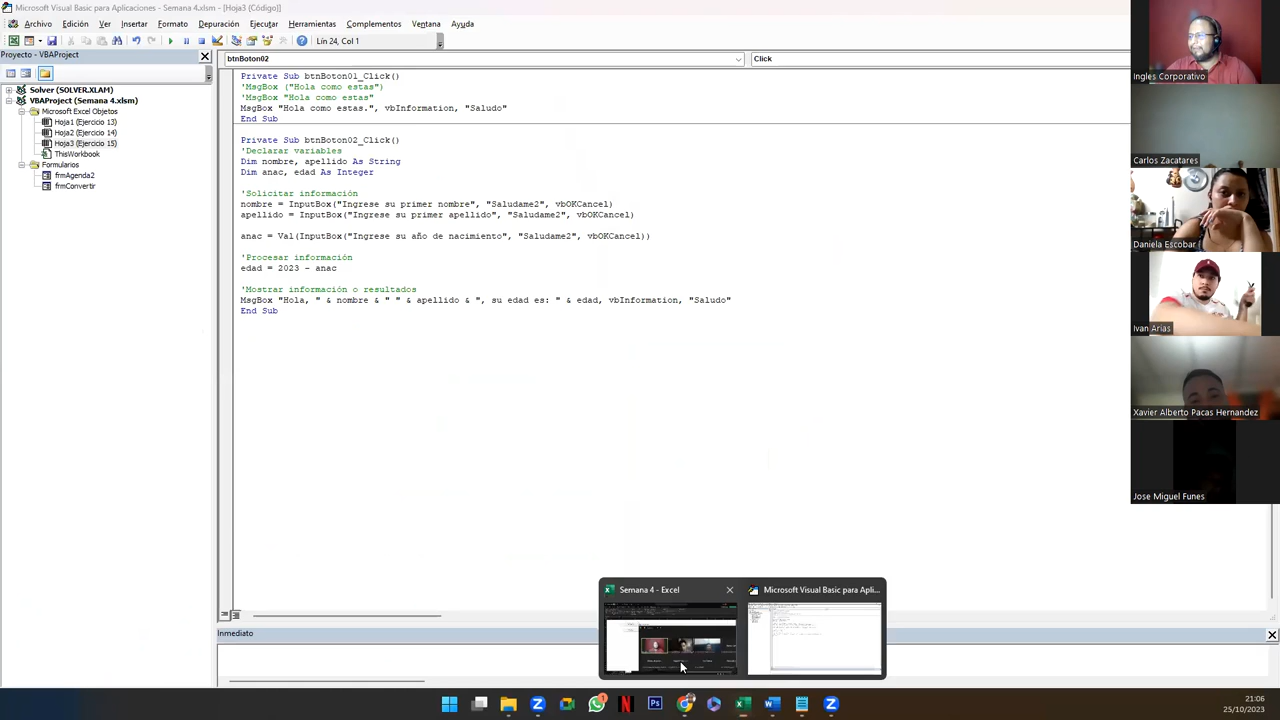 Microsoft Visual Basic para Aplicaciones - Semana 4.xlsm - [Hoja3 (Código)]
Archivo Edición Ver Insertar Formato Depuración Ejecutar Herramientas Complementos Ventana Ayuda
Lín 24, Col 1
Proyecto - VBAProject
Solver (SOLVER.XLAM)
VBAProject (Semana 4.xlsm)
Microsoft Excel Objetos
Hoja1 (Ejercicio 13)
Hoja2 (Ejercicio 14)
Hoja3 (Ejercicio 15)
ThisWorkbook
Formularios
frmAgenda2
frmConvertir
btnBoton02
Click
Private Sub btnBoton01_Click()
'MsgBox ("Hola como estas")
'MsgBox "Hola como estas"
MsgBox "Hola como estas.", vbInformation, "Saludo"
End Sub
Private Sub btnBoton02_Click()
'Declarar variables
Dim nombre, apellido As String
Dim anac, edad As Integer
'Solicitar información
nombre = InputBox("Ingrese su primer nombre", "Saludame2", vbOKCancel)
apellido = InputBox("Ingrese su primer apellido", "Saludame2", vbOKCancel)
anac = Val(InputBox("Ingrese su año de nacimiento", "Saludame2", vbOKCancel))
'Procesar información
edad = 2023 - anac
'Mostrar información o resultados
MsgBox "Hola, " & nombre & " " & apellido & ", su edad es: " & edad, vbInformation, "Saludo"
End Sub
Inmediato
Semana 4 - Excel
Microsoft Visual Basic para Apli...
Ingles Corporativo
Carlos Zacatares
Daniela Escobar
Ivan Arias
Xavier Alberto Pacas Hernandez
Jose Miguel Funes
21:06
25/10/2023